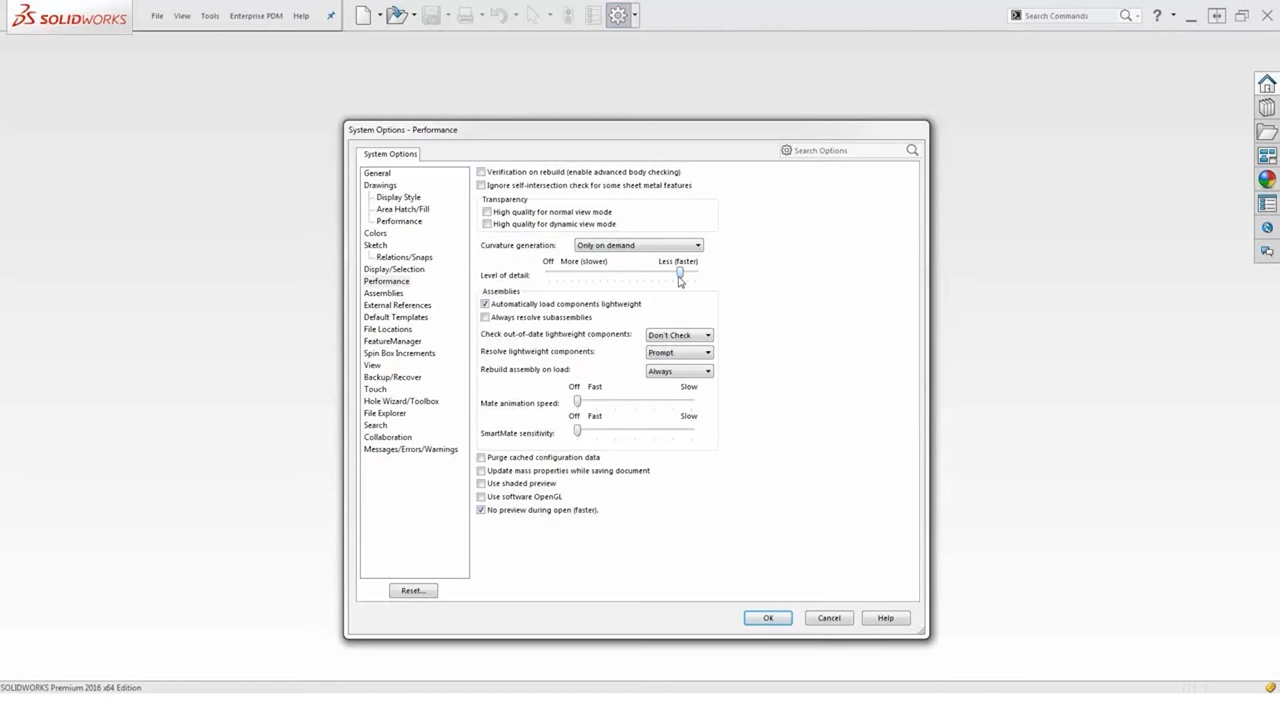 SOLIDWORKS File View Tools Enterprise PDM Help Search Commands ?
System Options - Performance
System Options Search Options
General
Drawings
Display Style
Area Hatch/Fill
Performance
Colors
Sketch
Relations/Snaps
Display/Selection
Performance
Assemblies
External References
Default Templates
File Locations
FeatureManager
Spin Box Increments
View
Backup/Recover
Touch
Hole Wizard/Toolbox
File Explorer
Search
Collaboration
Messages/Errors/Warnings
Reset...
Verification on rebuild (enable advanced body checking)
Ignore self-intersection check for some sheet metal features
Transparency
High quality for normal view mode
High quality for dynamic view mode
Curvature generation: Only on demand
Off More (slower) Less (faster)
Level of detail:
Assemblies
Automatically load components lightweight
Always resolve subassemblies
Check out-of-date lightweight components: Don't Check
Resolve lightweight components: Prompt
Rebuild assembly on load: Always
Off Fast Slow
Mate animation speed:
Off Fast Slow
SmartMate sensitivity:
Purge cached configuration data
Update mass properties while saving document
Use shaded preview
Use software OpenGL
No preview during open (faster).
OK Cancel Help
SOLIDWORKS Premium 2016 x64 Edition